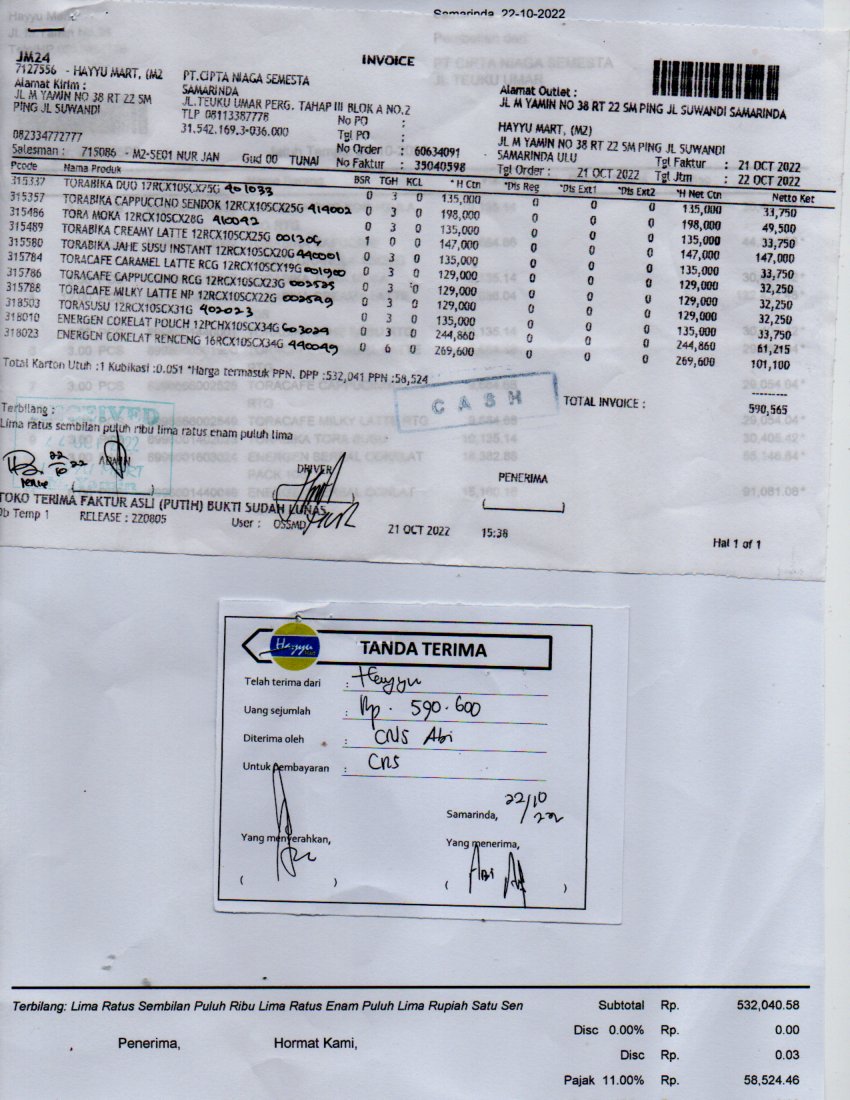 Samarinda, 22-10-2022
JM24
INVOICE
7127556 - HAYYU MART, (M2
Alamat Kirim :
JL M YAMIN NO 38 RT 22 SM
PING JL SUWANDI
082334772777
PT.CIPTA NIAGA SEMESTA
SAMARINDA
JL.TEUKU UMAR PERG. TAHAP III BLOK A NO.2
TLP 08113387778
31.542.169.3-036.000
No PO :
Tgl PO :
No Order : 60634091
No Faktur : 35040598
Alamat Outlet :
JL M YAMIN NO 38 RT 22 SM PING JL SUWANDI SAMARINDA
HAYYU MART, (M2)
JL M YAMIN NO 38 RT 22 SM PING JL SUWANDI
SAMARINDA ULU
Tgl Faktur : 21 OCT 2022
Tgl Order : 21 OCT 2022 Tgl Jtm : 22 OCT 2022
Salesman : 715086 - M2-SE01 NUR JAN Gud 00 TUNAI
Pcode Nama Produk BSR TGH KCL *H Ctn *Dis Reg *Dis Ext1 *Dis Ext2 *H Net Ctn Netto Ket
315337 TORABIKA DUO 12RCX10SCX25G 401033 0 3 0 135,000 0 0 0 135,000 33,750
315357 TORABIKA CAPPUCCINO SENDOK 12RCX10SCX25G 414002 0 3 0 198,000 0 0 0 198,000 49,500
315486 TORA MOKA 12RCX10SCX28G 410042 0 3 0 135,000 0 0 0 135,000 33,750
315489 TORABIKA CREAMY LATTE 12RCX10SCX25G 001304 1 0 0 147,000 0 0 0 147,000 147,000
315580 TORABIKA JAHE SUSU INSTANT 12RCX10SCX20G 440001 0 3 0 135,000 0 0 0 135,000 33,750
315784 TORACAFE CARAMEL LATTE RCG 12RCX10SCX19G 001900 0 3 0 129,000 0 0 0 129,000 32,250
315786 TORACAFE CAPPUCCINO RCG 12RCX10SCX23G 002525 0 3 0 129,000 0 0 0 129,000 32,250
315788 TORACAFE MILKY LATTE NP 12RCX10SCX22G 002549 0 3 0 129,000 0 0 0 129,000 32,250
318503 TORASUSU 12RCX10SCX31G 402023 0 3 0 135,000 0 0 0 135,000 33,750
318010 ENERGEN COKELAT POUCH 12PCHX10SCX34G 603024 3 0 244,860 0 0 0 244,860 61,215
318023 ENERGEN COKELAT RENCENG 16RCX10SCX34G 440049 0 6 0 269,600 0 0 0 269,600 101,100
Total Karton Utuh :1 Kubikasi :0.051 *Harga termasuk PPN. DPP :532,041 PPN :58,524
CASH
TOTAL INVOICE : 590,565
Terbilang :
Lima ratus sembilan puluh ribu lima ratus enam puluh lima
RECEIVED
22/10 22
ADMIN
DRIVER
PENERIMA
TOKO TERIMA FAKTUR ASLI (PUTIH) BUKTI SUDAH LUNAS
Temp 1 RELEASE : 220805 User : OSSMD 21 OCT 2022 15:38
Hal 1 of 1
Hayyu
TANDA TERIMA
Telah terima dari : Hayyu
Uang sejumlah : Rp. 590.600
Diterima oleh : CNS Abi
Untuk pembayaran : CNS
Samarinda, 22/10/22
Yang menyerahkan, Yang menerima,
( ) ( Abi )
Terbilang: Lima Ratus Sembilan Puluh Ribu Lima Ratus Enam Puluh Lima Rupiah Satu Sen
Subtotal Rp. 532,040.58
Disc 0.00% Rp. 0.00
Penerima, Hormat Kami,
Disc Rp. 0.03
Pajak 11.00% Rp. 58,524.46